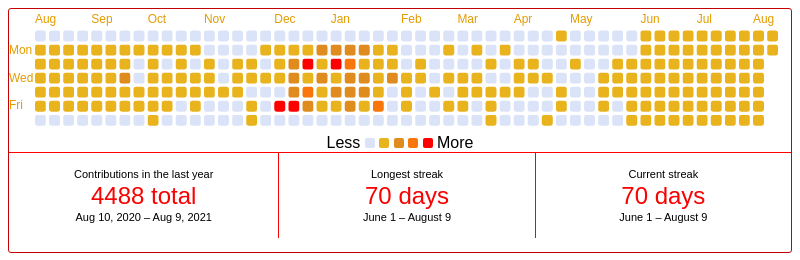 Aug Sep Oct Nov Dec Jan Feb Mar Apr May Jun Jul Aug
Mon
Wed
Fri
Less More
Contributions in the last year
4488 total
Aug 10, 2020 – Aug 9, 2021
Longest streak
70 days
June 1 – August 9
Current streak
70 days
June 1 – August 9